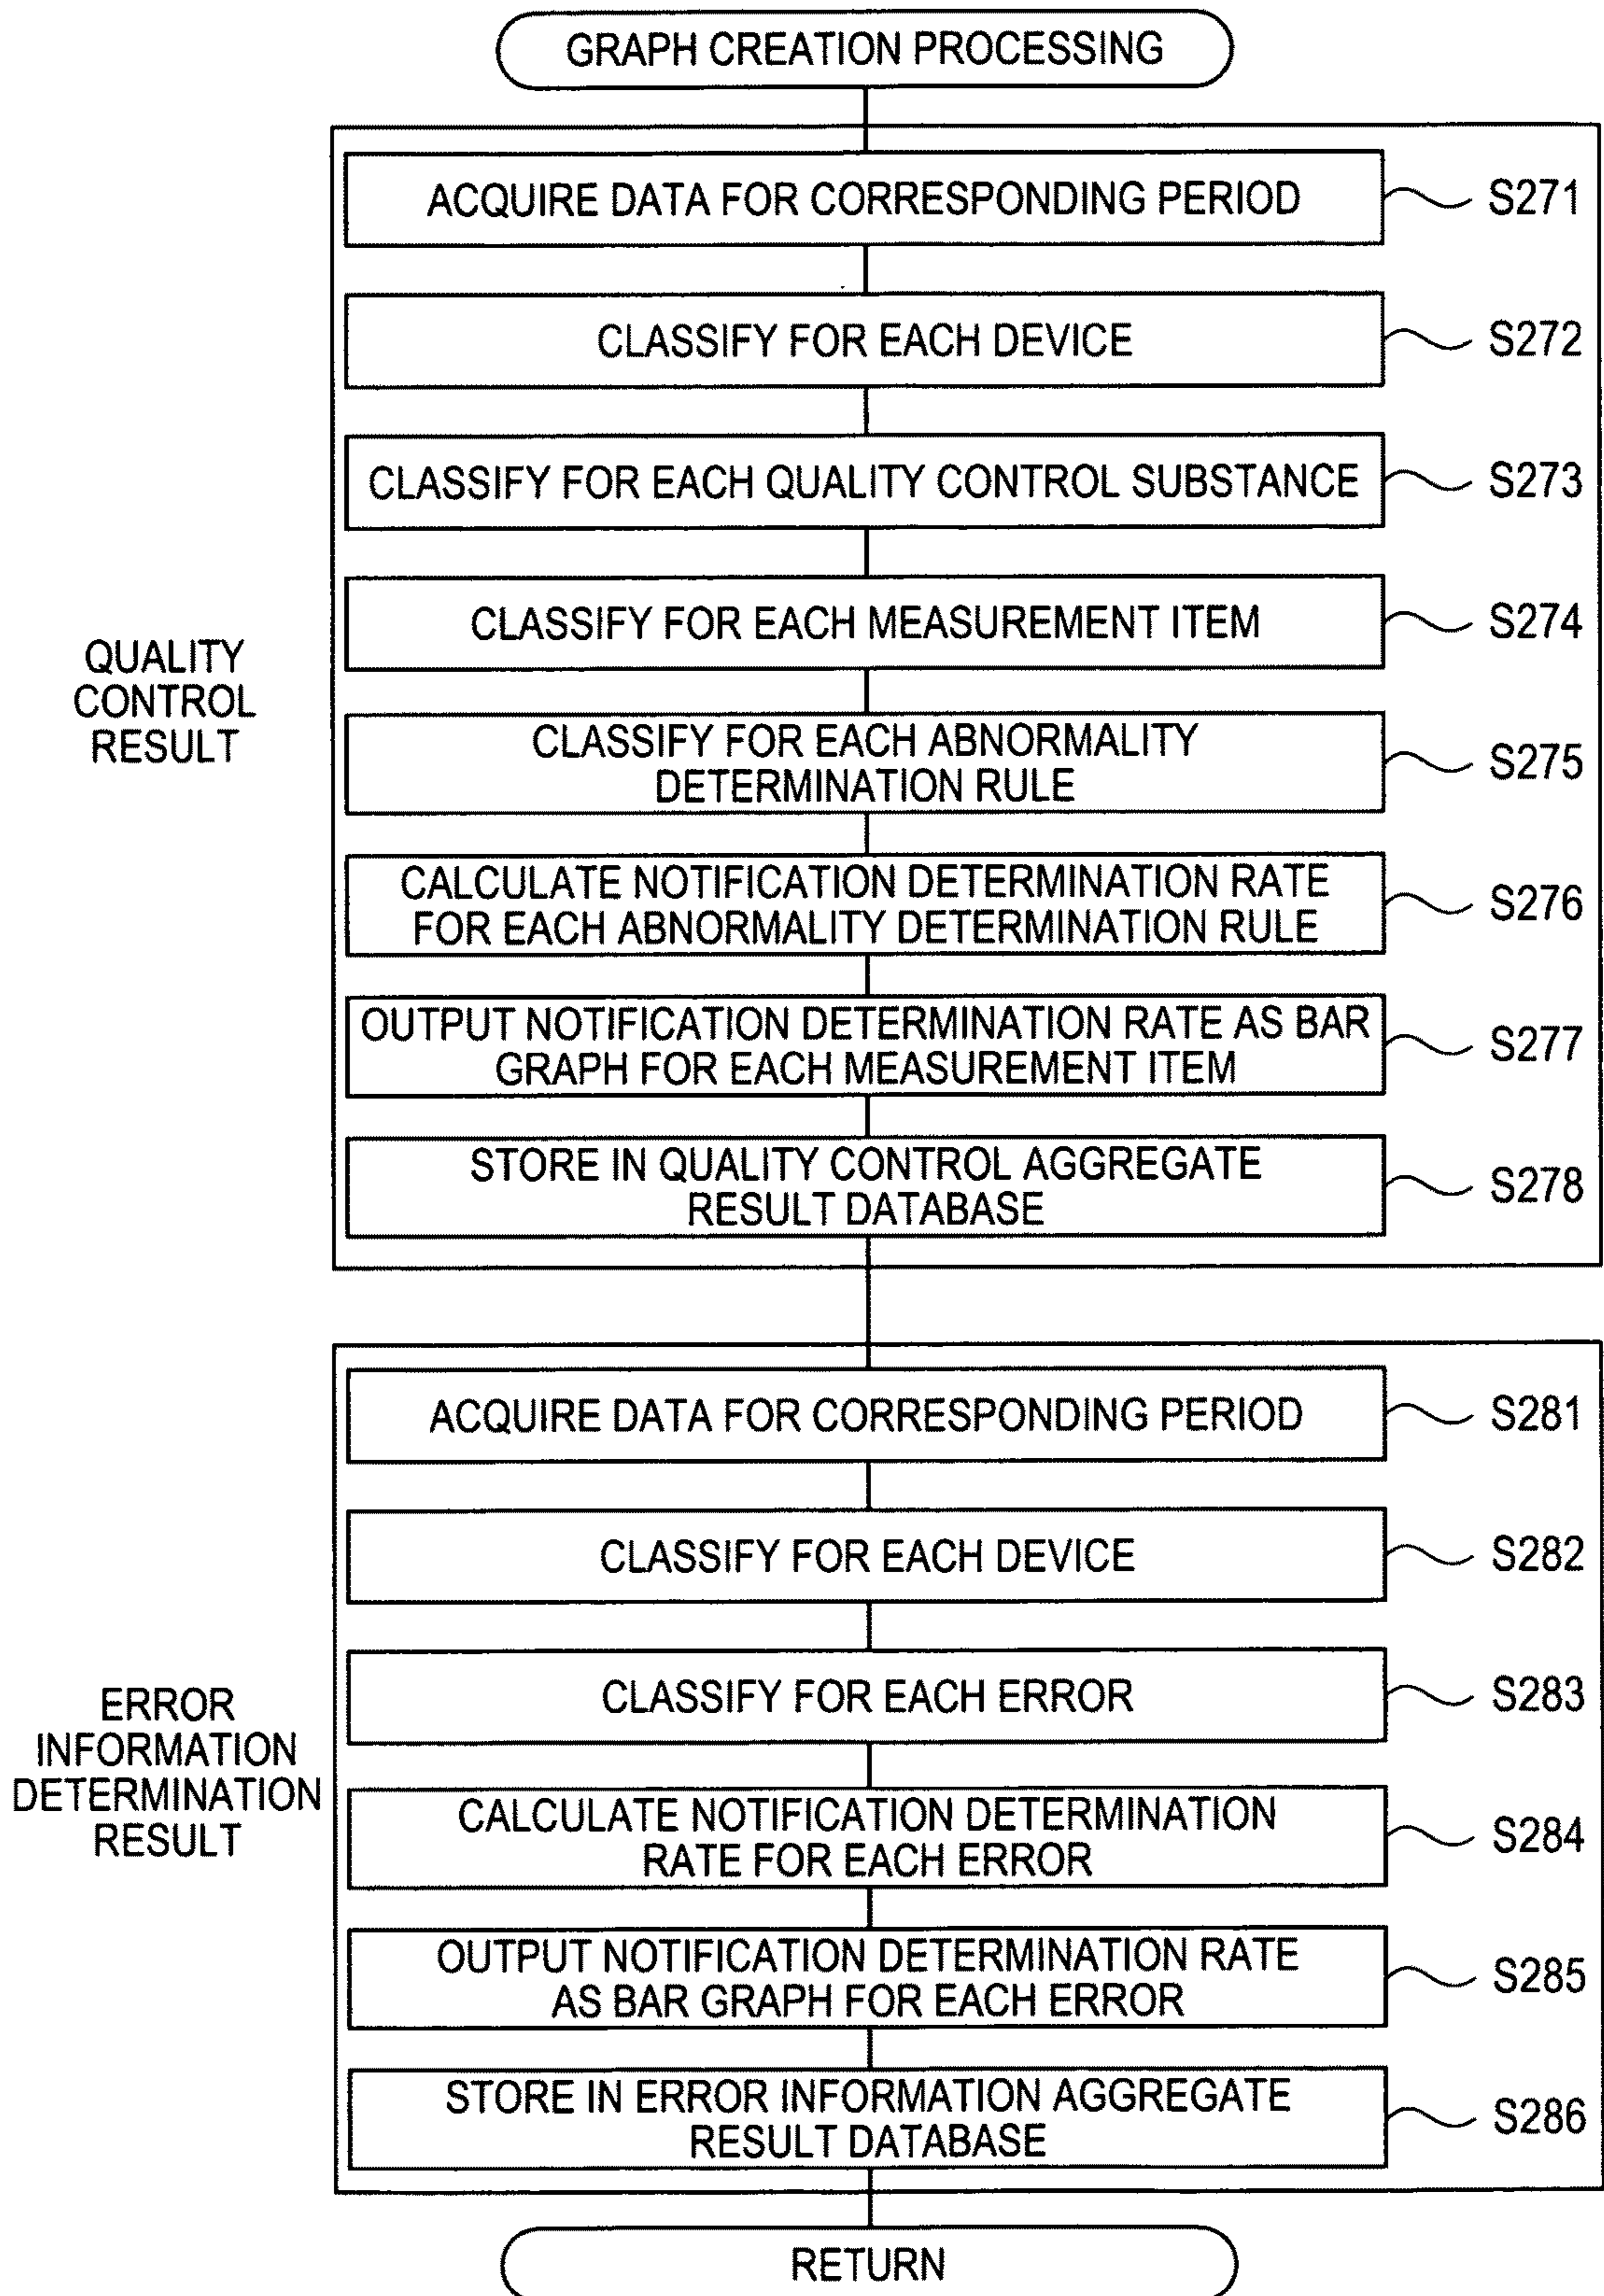 GRAPH CREATION PROCESSING
ACQUIRE DATA FOR CORRESPONDING PERIOD
S271
CLASSIFY FOR EACH DEVICE
S272
CLASSIFY FOR EACH QUALITY CONTROL SUBSTANCE
S273
CLASSIFY FOR EACH MEASUREMENT ITEM
S274
QUALITY
CONTROL
RESULT
CLASSIFY FOR EACH ABNORMALITY
DETERMINATION RULE
S275
CALCULATE NOTIFICATION DETERMINATION RATE
FOR EACH ABNORMALITY DETERMINATION RULE
S276
OUTPUT NOTIFICATION DETERMINATION RATE AS BAR
GRAPH FOR EACH MEASUREMENT ITEM
S277
STORE IN QUALITY CONTROL AGGREGATE
RESULT DATABASE
S278
ACQUIRE DATA FOR CORRESPONDING PERIOD
S281
CLASSIFY FOR EACH DEVICE
S282
CLASSIFY FOR EACH ERROR
S283
ERROR
INFORMATION
DETERMINATION
RESULT
CALCULATE NOTIFICATION DETERMINATION
RATE FOR EACH ERROR
S284
OUTPUT NOTIFICATION DETERMINATION RATE
AS BAR GRAPH FOR EACH ERROR
S285
STORE IN ERROR INFORMATION AGGREGATE
RESULT DATABASE
S286
RETURN